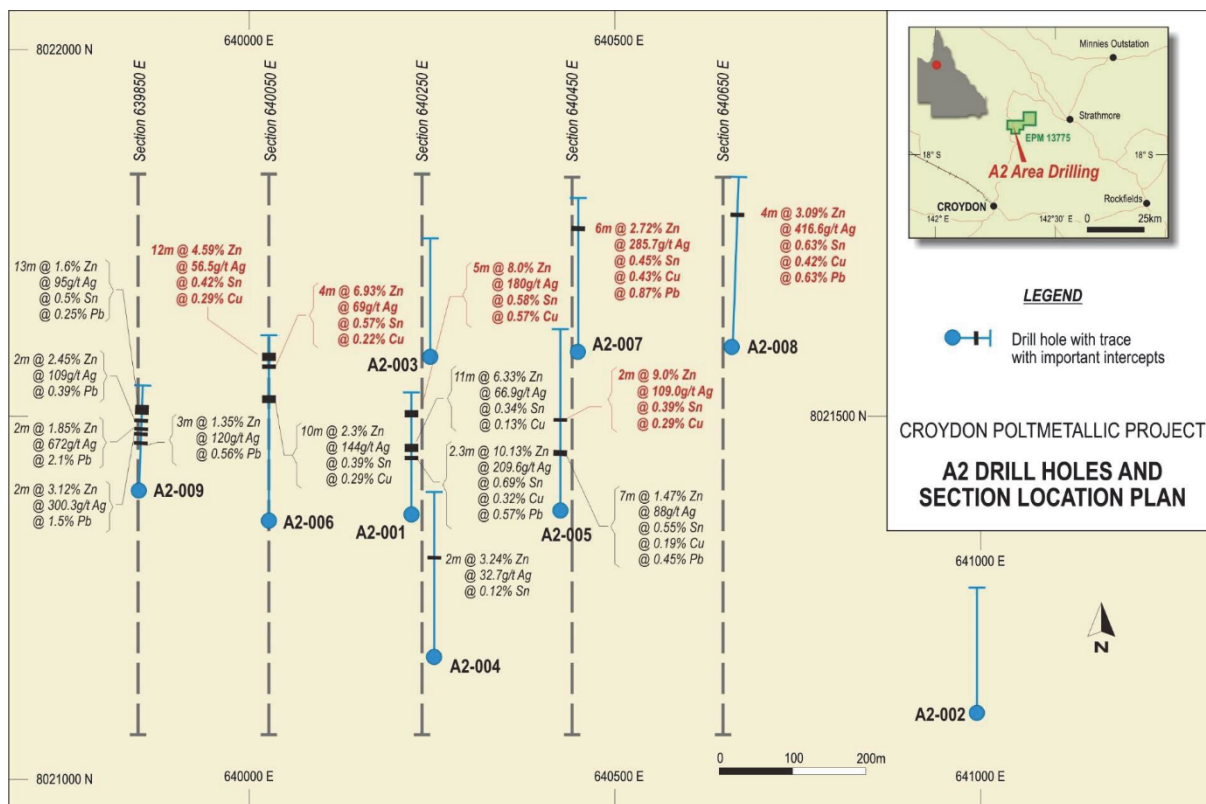 640000 E
640500 E
8022000 N
Section 639850 E
Section 640050 E
Section 640250 E
Section 640450 E
Section 640650 E
13m @ 1.6% Zn
@ 95g/t Ag
@ 0.5% Sn
@ 0.25% Pb
12m @ 4.59% Zn
@ 56.5g/t Ag
@ 0.42% Sn
@ 0.29% Cu
4m @ 6.93% Zn
@ 69g/t Ag
@ 0.57% Sn
@ 0.22% Cu
5m @ 8.0% Zn
@ 180g/t Ag
@ 0.58% Sn
@ 0.57% Cu
6m @ 2.72% Zn
@ 285.7g/t Ag
@ 0.45% Sn
@ 0.43% Cu
@ 0.87% Pb
4m @ 3.09% Zn
@ 416.6g/t Ag
@ 0.63% Sn
@ 0.42% Cu
@ 0.63% Pb
A2-003
A2-007
A2-008
2m @ 2.45% Zn
@ 109g/t Ag
@ 0.39% Pb
2m @ 1.85% Zn
@ 672g/t Ag
@ 2.1% Pb
2m @ 3.12% Zn
@ 300.3g/t Ag
@ 1.5% Pb
3m @ 1.35% Zn
@ 120g/t Ag
@ 0.56% Pb
10m @ 2.3% Zn
@ 144g/t Ag
@ 0.39% Sn
@ 0.29% Cu
11m @ 6.33% Zn
@ 66.9g/t Ag
@ 0.34% Sn
@ 0.13% Cu
2.3m @ 10.13% Zn
@ 209.6g/t Ag
@ 0.69% Sn
@ 0.32% Cu
@ 0.57% Pb
2m @ 9.0% Zn
@ 109.0g/t Ag
@ 0.39% Sn
@ 0.29% Cu
7m @ 1.47% Zn
@ 88g/t Ag
@ 0.55% Sn
@ 0.19% Cu
@ 0.45% Pb
A2-009
A2-006
A2-001
A2-005
2m @ 3.24% Zn
@ 32.7g/t Ag
@ 0.12% Sn
A2-004
A2-002
8021500 N
641000 E
N
0 100 200m
8021000 N
640000 E
640500 E
641000 E
Minnies Outstation
Strathmore
EPM 13775
18° S
18° S
A2 Area Drilling
Rockfields
CROYDON
142° E
142°30' E
0 25km
LEGEND
Drill hole with trace
with important intercepts
CROYDON POLTMETALLIC PROJECT
A2 DRILL HOLES AND
SECTION LOCATION PLAN